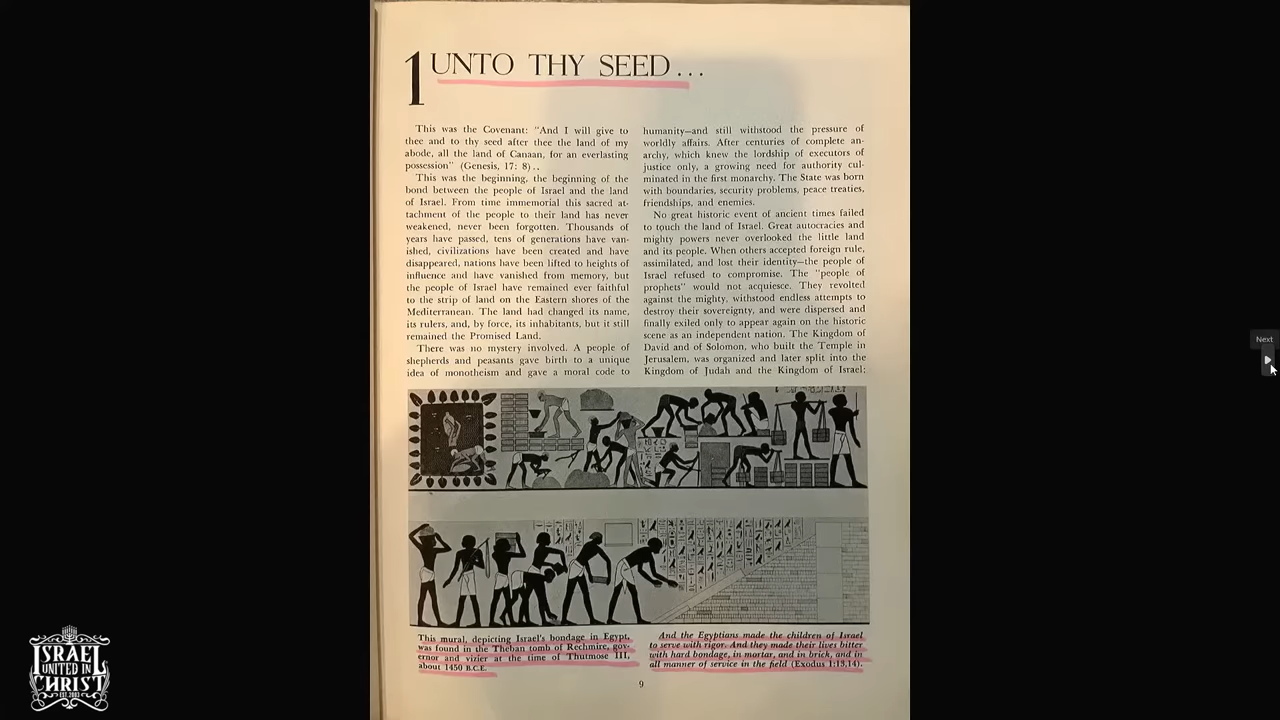 1 UNTO THY SEED...
This was the Covenant: "And I will give to
thee and to thy seed after thee the land of my
abode, all the land of Canaan, for an everlasting
possession" (Genesis, 17: 8)..
This was the beginning, the beginning of the
bond between the people of Israel and the land
of Israel. From time immemorial this sacred at-
tachment of the people to their land has never
weakened, never been forgotten. Thousands of
years have passed, tens of generations have van-
ished, civilizations have been created and have
disappeared, nations have been lifted to heights of
influence and have vanished from memory, but
the people of Israel have remained ever faithful
to the strip of land on the Eastern shores of the
Mediterranean. The land had changed its name,
its rulers, and, by force, its inhabitants, but it still
remained the Promised Land.
There was no mystery involved. A people of
shepherds and peasants gave birth to a unique
idea of monotheism and gave a moral code to
humanity—and still withstood the pressure of
worldly affairs. After centuries of complete an-
archy, which knew the lordship of executors of
justice only, a growing need for authority cul-
minated in the first monarchy. The State was born
with boundaries, security problems, peace treaties,
friendships, and enemies.
No great historic event of ancient times failed
to touch the land of Israel. Great autocracies and
mighty powers never overlooked the little land
and its people. When others accepted foreign rule,
assimilated, and lost their identity—the people of
Israel refused to compromise. The "people of
prophets" would not acquiesce. They revolted
against the mighty, withstood endless attempts to
destroy their sovereignty, and were dispersed and
finally exiled only to appear again on the historic
scene as an independent nation. The Kingdom of
David and of Solomon, who built the Temple in
Jerusalem, was organized and later split into the
Kingdom of Judah and the Kingdom of Israel;
This mural, depicting Israel's bondage in Egypt,
was found in the Theban tomb of Rechmire, gov-
ernor and vizier at the time of Thutmose III,
about 1450 B.C.E.
And the Egyptians made the children of Israel
to serve with rigor. And they made their lives bitter
with hard bondage, in mortar, and in brick, and in
all manner of service in the field (Exodus 1:13,14).
9
Next
ISRAEL
UNITED IN
CHRIST
EST. 2003